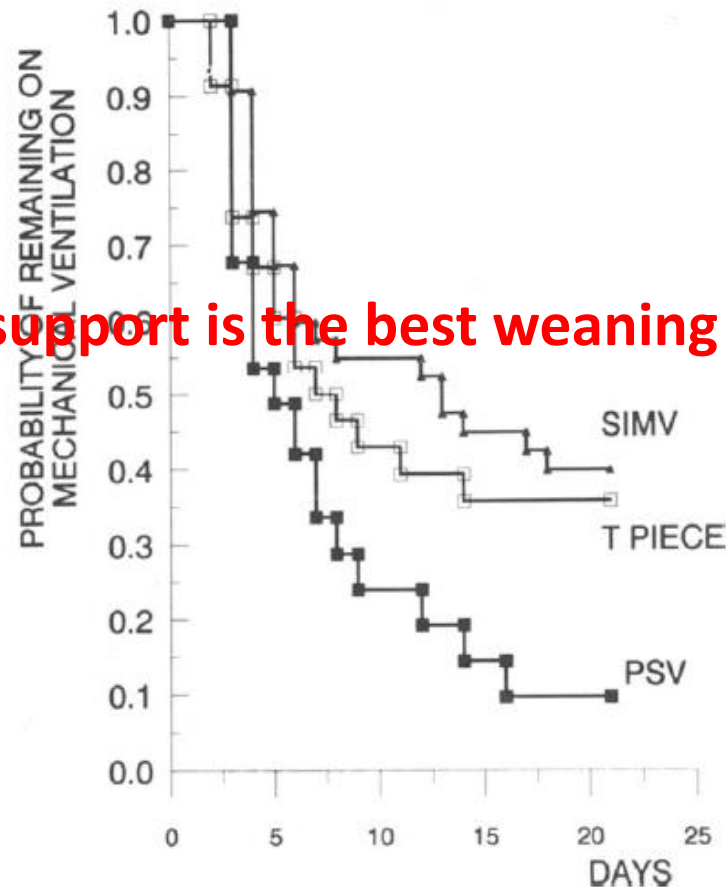 PROBABILITY OF REMAINING ON
MECHANICAL VENTILATION
1.0
0.9
0.8
0.7
support is the best weaning
0.5
0.4
0.3
0.2
0.1
0.0
SIMV
T PIECE
PSV
0 5 10 15 20 25
DAYS